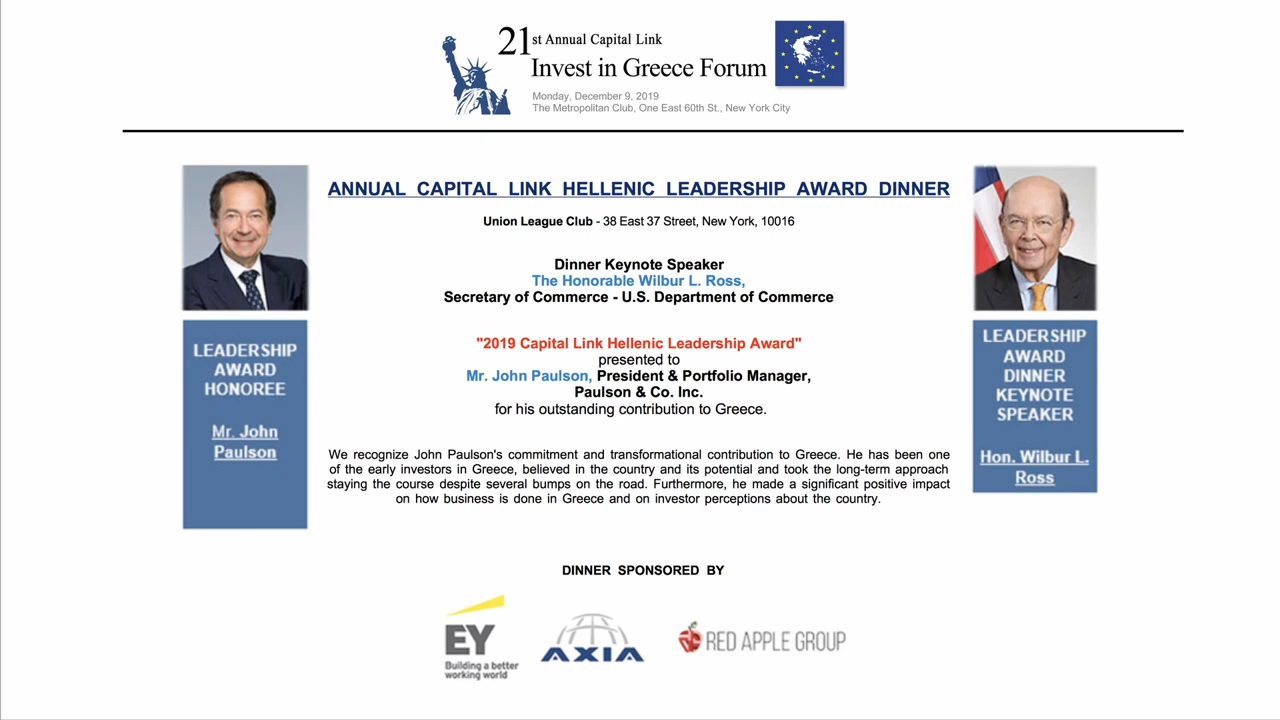 21st Annual Capital Link
Invest in Greece Forum
Monday, December 9, 2019
The Metropolitan Club, One East 60th St., New York City
ANNUAL CAPITAL LINK HELLENIC LEADERSHIP AWARD DINNER
Union League Club - 38 East 37 Street, New York, 10016
Dinner Keynote Speaker
The Honorable Wilbur L. Ross,
Secretary of Commerce - U.S. Department of Commerce
"2019 Capital Link Hellenic Leadership Award"
presented to
Mr. John Paulson, President & Portfolio Manager,
Paulson & Co. Inc.
for his outstanding contribution to Greece.
We recognize John Paulson's commitment and transformational contribution to Greece. He has been one
of the early investors in Greece, believed in the country and its potential and took the long-term approach
staying the course despite several bumps on the road. Furthermore, he made a significant positive impact
on how business is done in Greece and on investor perceptions about the country.
LEADERSHIP
AWARD
HONOREE
Mr. John
Paulson
LEADERSHIP
AWARD
DINNER
KEYNOTE
SPEAKER
Hon. Wilbur L.
Ross
DINNER SPONSORED BY
EY
Building a better
working world
AXIA
RED APPLE GROUP